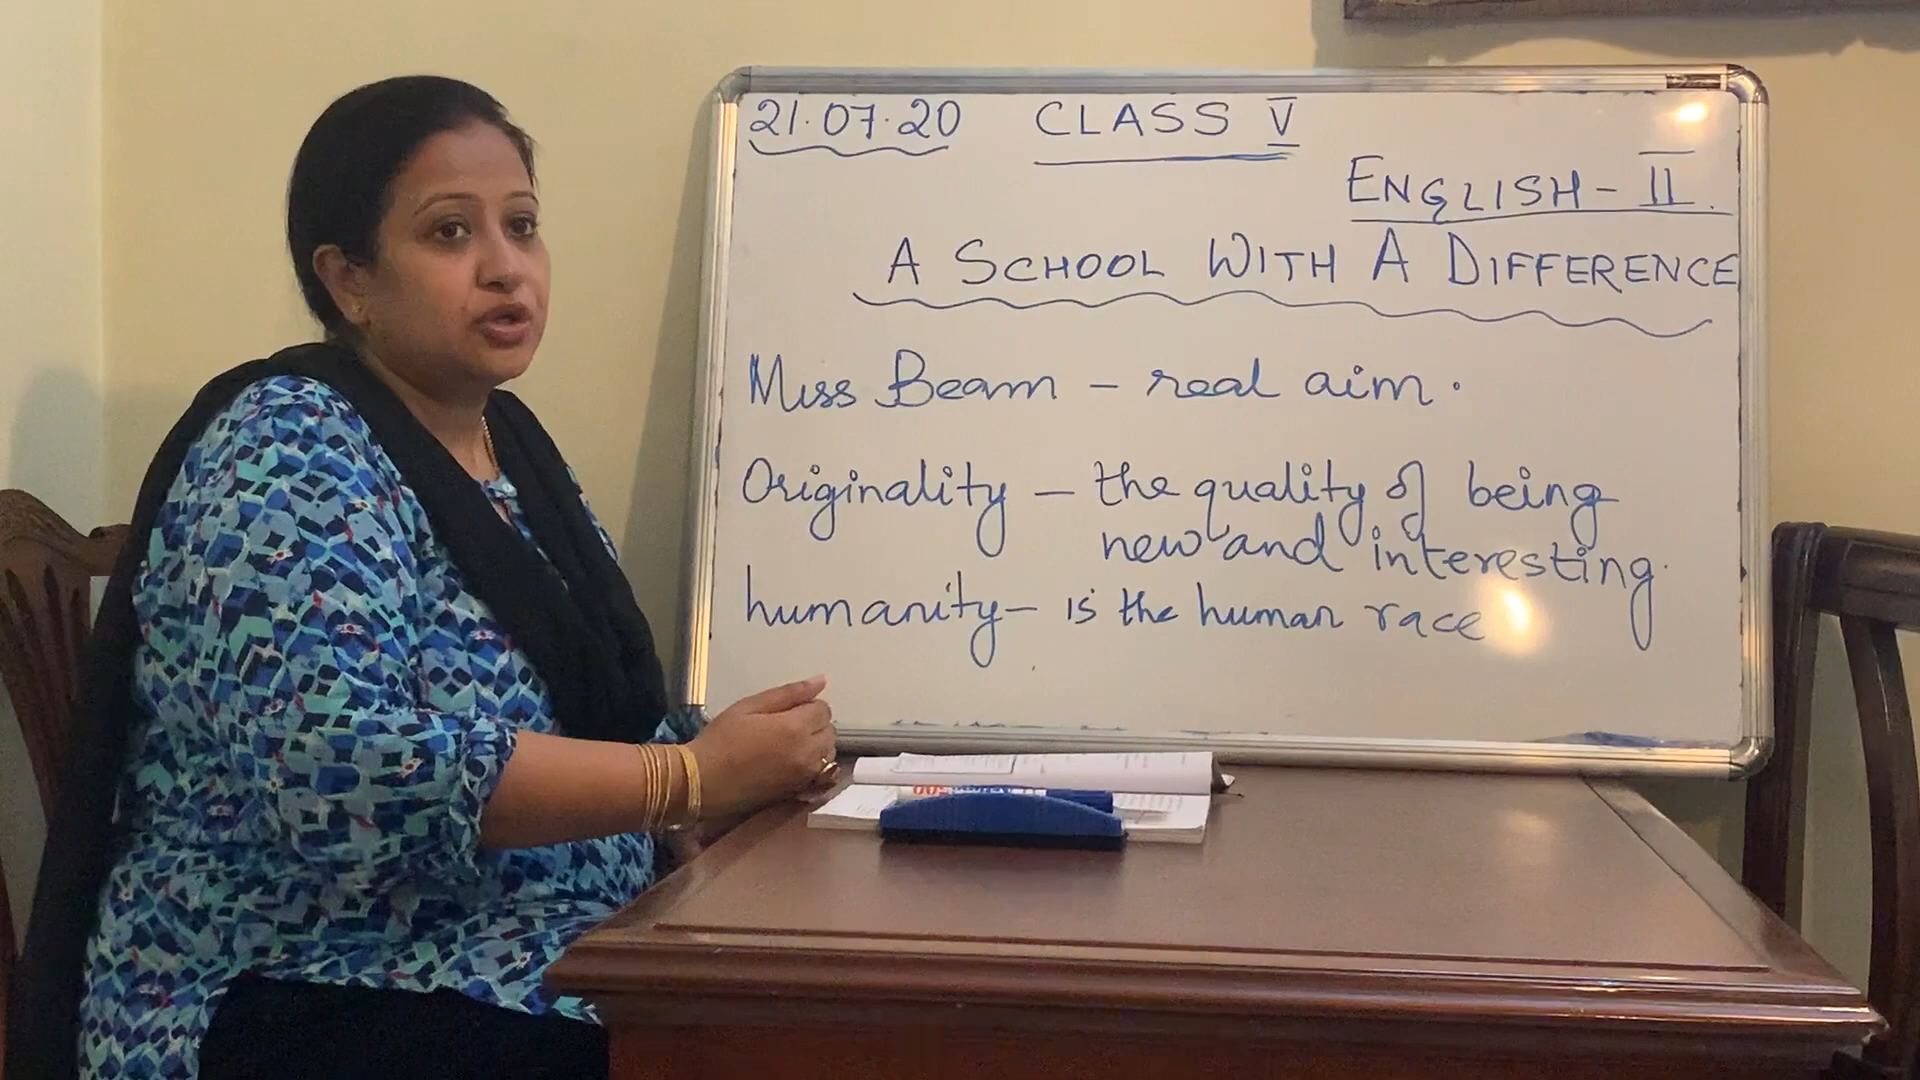 21.07.20 CLASS V
ENGLISH - II.
A SCHOOL WITH A DIFFERENCE
Miss Beam - real aim.
Originality - the quality of being
new and interesting.
humanity - is the human race